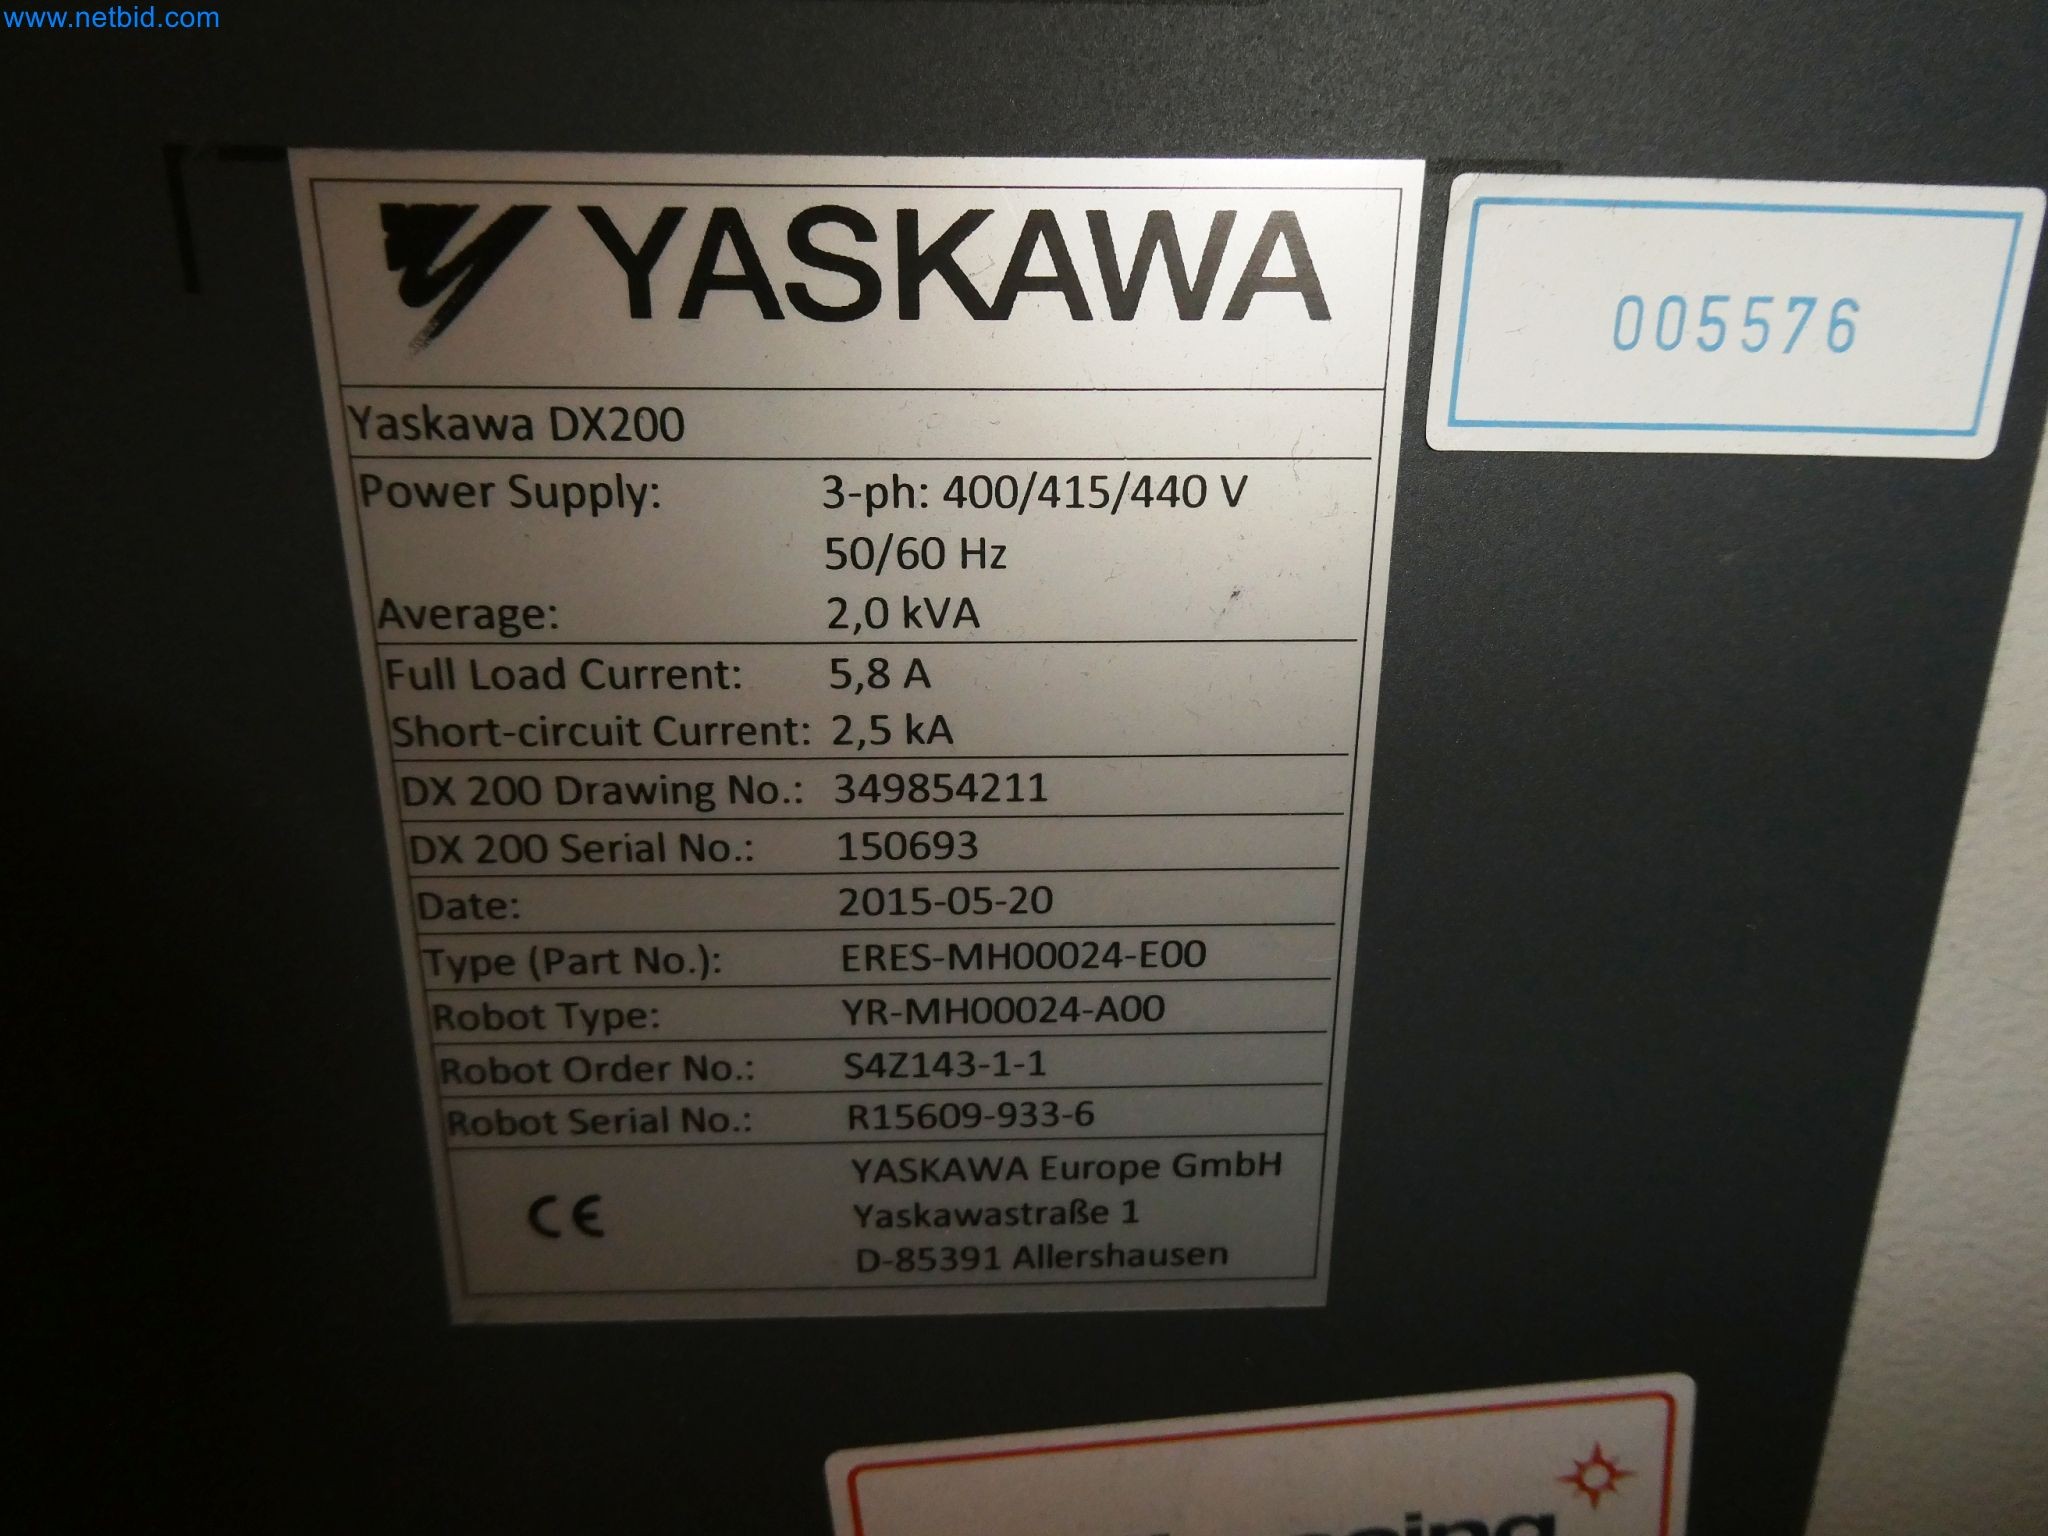 www.netbid.com
YASKAWA
005576
Yaskawa DX200
Power Supply: 3-ph: 400/415/440 V
50/60 Hz
Average: 2,0 kVA
Full Load Current: 5,8 A
Short-circuit Current: 2,5 kA
DX 200 Drawing No.: 349854211
DX 200 Serial No.: 150693
Date: 2015-05-20
Type (Part No.): ERES-MH00024-E00
Robot Type: YR-MH00024-A00
Robot Order No.: S4Z143-1-1
Robot Serial No.: R15609-933-6
CE
YASKAWA Europe GmbH
Yaskawastraße 1
D-85391 Allershausen